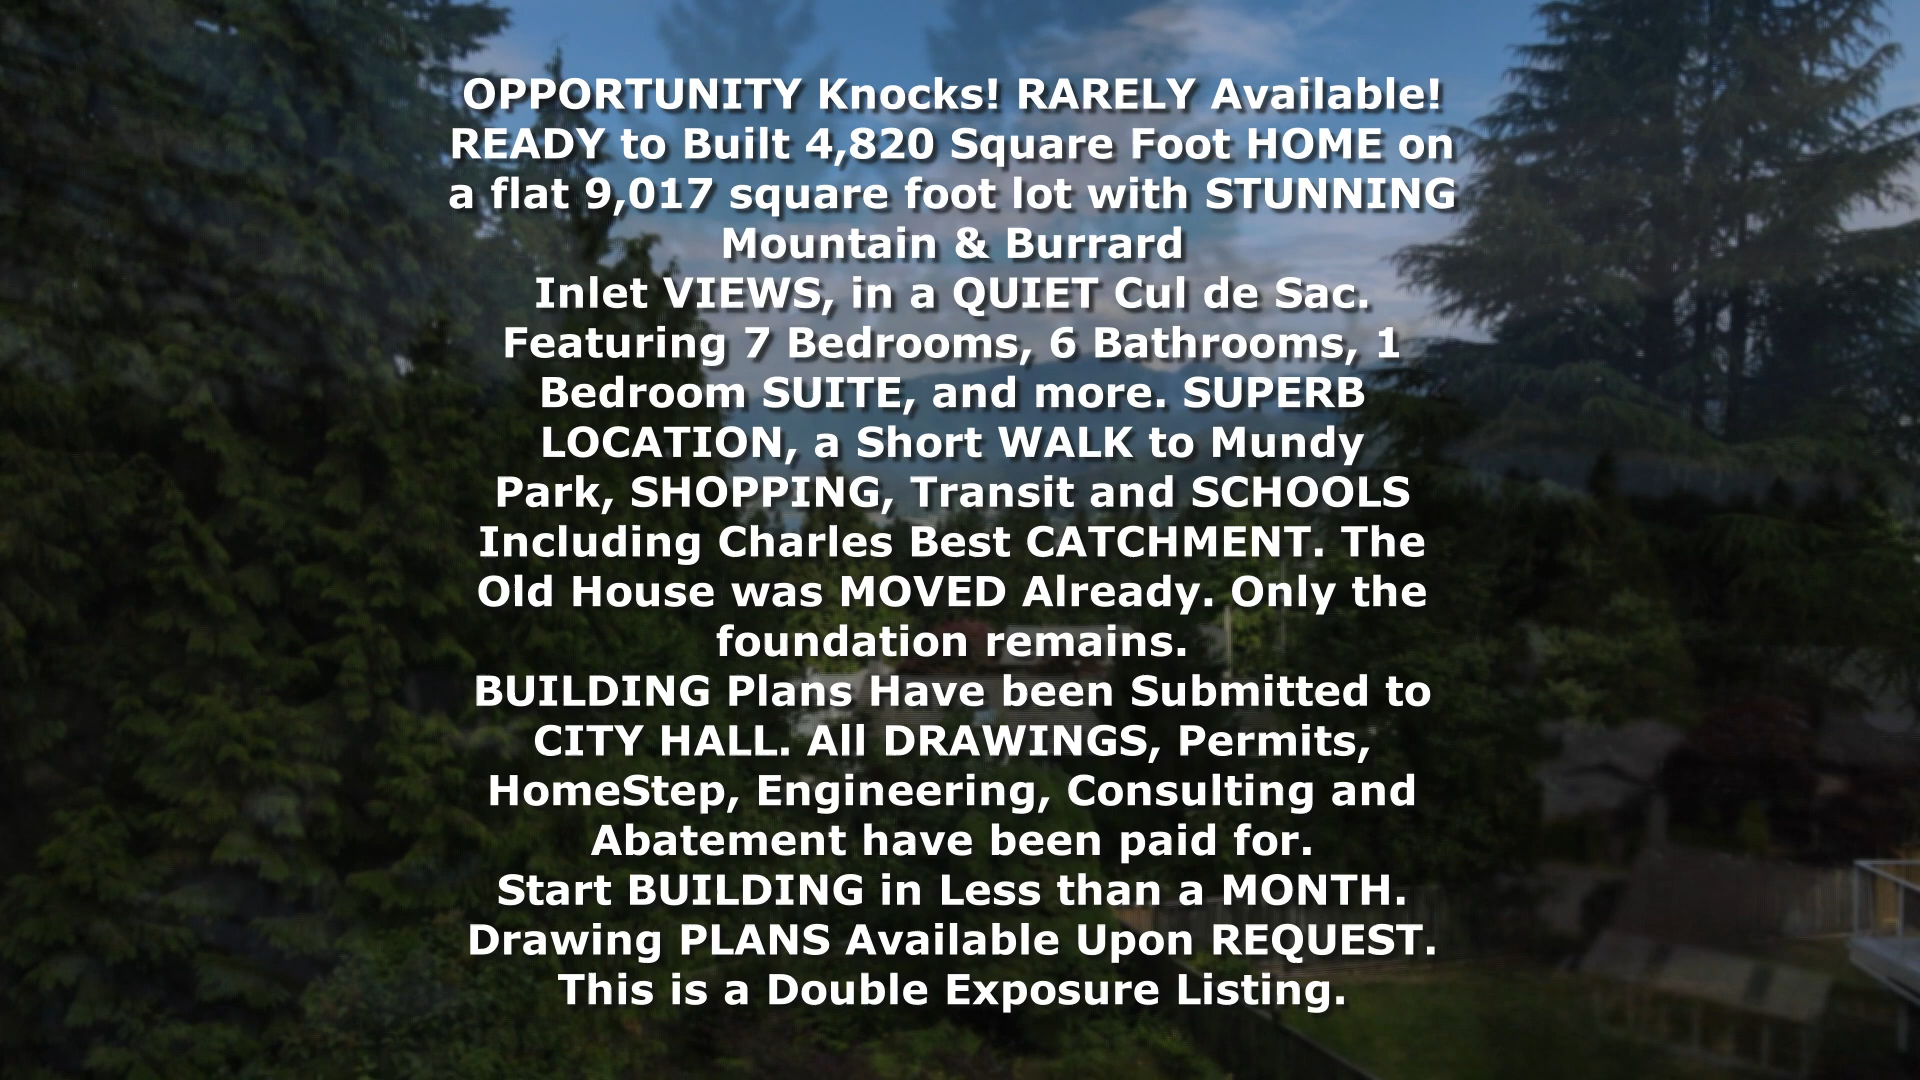 OPPORTUNITY Knocks! RARELY Available!
READY to Built 4,820 Square Foot HOME on
a flat 9,017 square foot lot with STUNNING
Mountain & Burrard
Inlet VIEWS, in a QUIET Cul de Sac.
Featuring 7 Bedrooms, 6 Bathrooms, 1
Bedroom SUITE, and more. SUPERB
LOCATION, a Short WALK to Mundy
Park, SHOPPING, Transit and SCHOOLS
Including Charles Best CATCHMENT. The
Old House was MOVED Already. Only the
foundation remains.
BUILDING Plans Have been Submitted to
CITY HALL. All DRAWINGS, Permits,
HomeStep, Engineering, Consulting and
Abatement have been paid for.
Start BUILDING in Less than a MONTH.
Drawing PLANS Available Upon REQUEST.
This is a Double Exposure Listing.